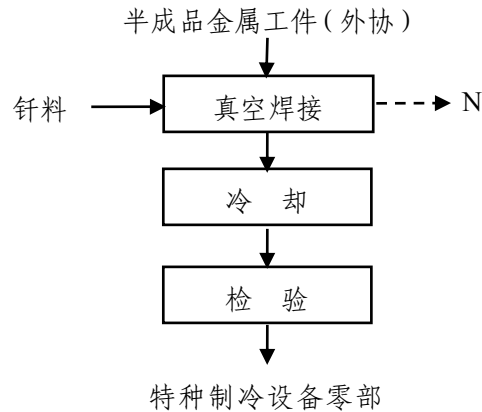 半成品金属工件(外协)
钎料
真空焊接
N
冷 却
检 验
特种制冷设备零部